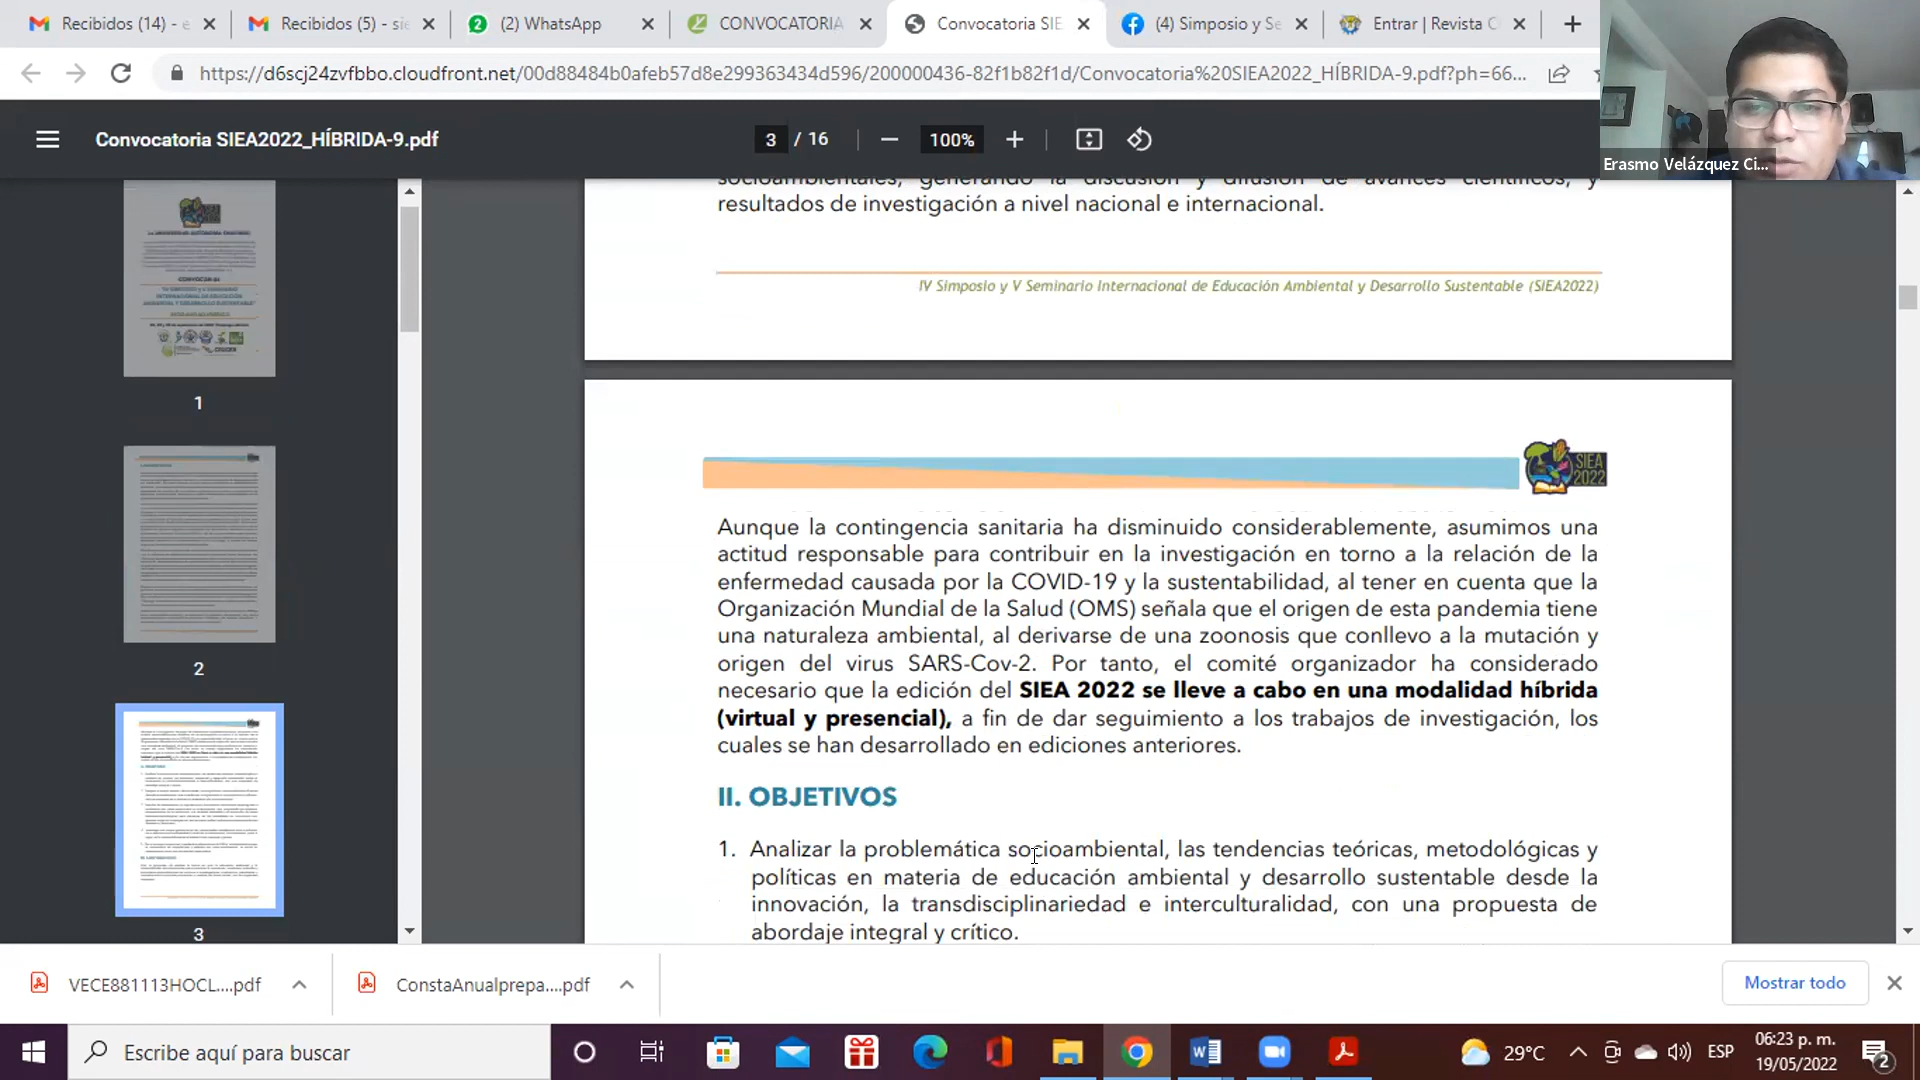 Recibidos (14) - e
Recibidos (5) - sie
(2) WhatsApp
CONVOCATORIA
Convocatoria SIE
(4) Simposio y Se
Entrar | Revista C
https://d6scj24zvfbbo.cloudfront.net/00d88484b0afeb57d8e299363434d596/200000436-82f1b82f1d/Convocatoria%20SIEA2022_HÍBRIDA-9.pdf?ph=66...
Convocatoria SIEA2022_HÍBRIDA-9.pdf
3 / 16
100%
Erasmo Velázquez Ci...
1
2
3
socioambientales, generando la discusión y difusión de avances científicos, y
resultados de investigación a nivel nacional e internacional.
IV Simposio y V Seminario Internacional de Educación Ambiental y Desarrollo Sustentable (SIEA2022)
SIEA
2022
Aunque la contingencia sanitaria ha disminuido considerablemente, asumimos una
actitud responsable para contribuir en la investigación en torno a la relación de la
enfermedad causada por la COVID-19 y la sustentabilidad, al tener en cuenta que la
Organización Mundial de la Salud (OMS) señala que el origen de esta pandemia tiene
una naturaleza ambiental, al derivarse de una zoonosis que conllevo a la mutación y
origen del virus SARS-Cov-2. Por tanto, el comité organizador ha considerado
necesario que la edición del SIEA 2022 se lleve a cabo en una modalidad híbrida
(virtual y presencial), a fin de dar seguimiento a los trabajos de investigación, los
cuales se han desarrollado en ediciones anteriores.
II. OBJETIVOS
1. Analizar la problemática socioambiental, las tendencias teóricas, metodológicas y
políticas en materia de educación ambiental y desarrollo sustentable desde la
innovación, la transdisciplinariedad e interculturalidad, con una propuesta de
abordaje integral y crítico.
VECE881113HOCL....pdf
ConstaAnualprepa....pdf
Mostrar todo
Escribe aquí para buscar
29°C
ESP
06:23 p. m.
19/05/2022
2